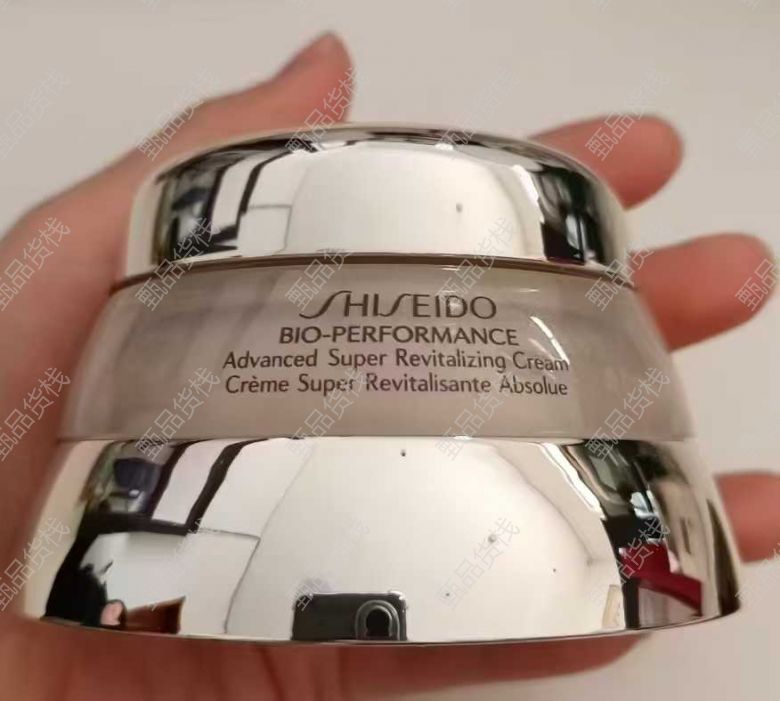 SHISEIDO
BIO-PERFORMANCE
Advanced Super Revitalizing Cream
Crème Super Revitalisante Absolue
甄品货栈